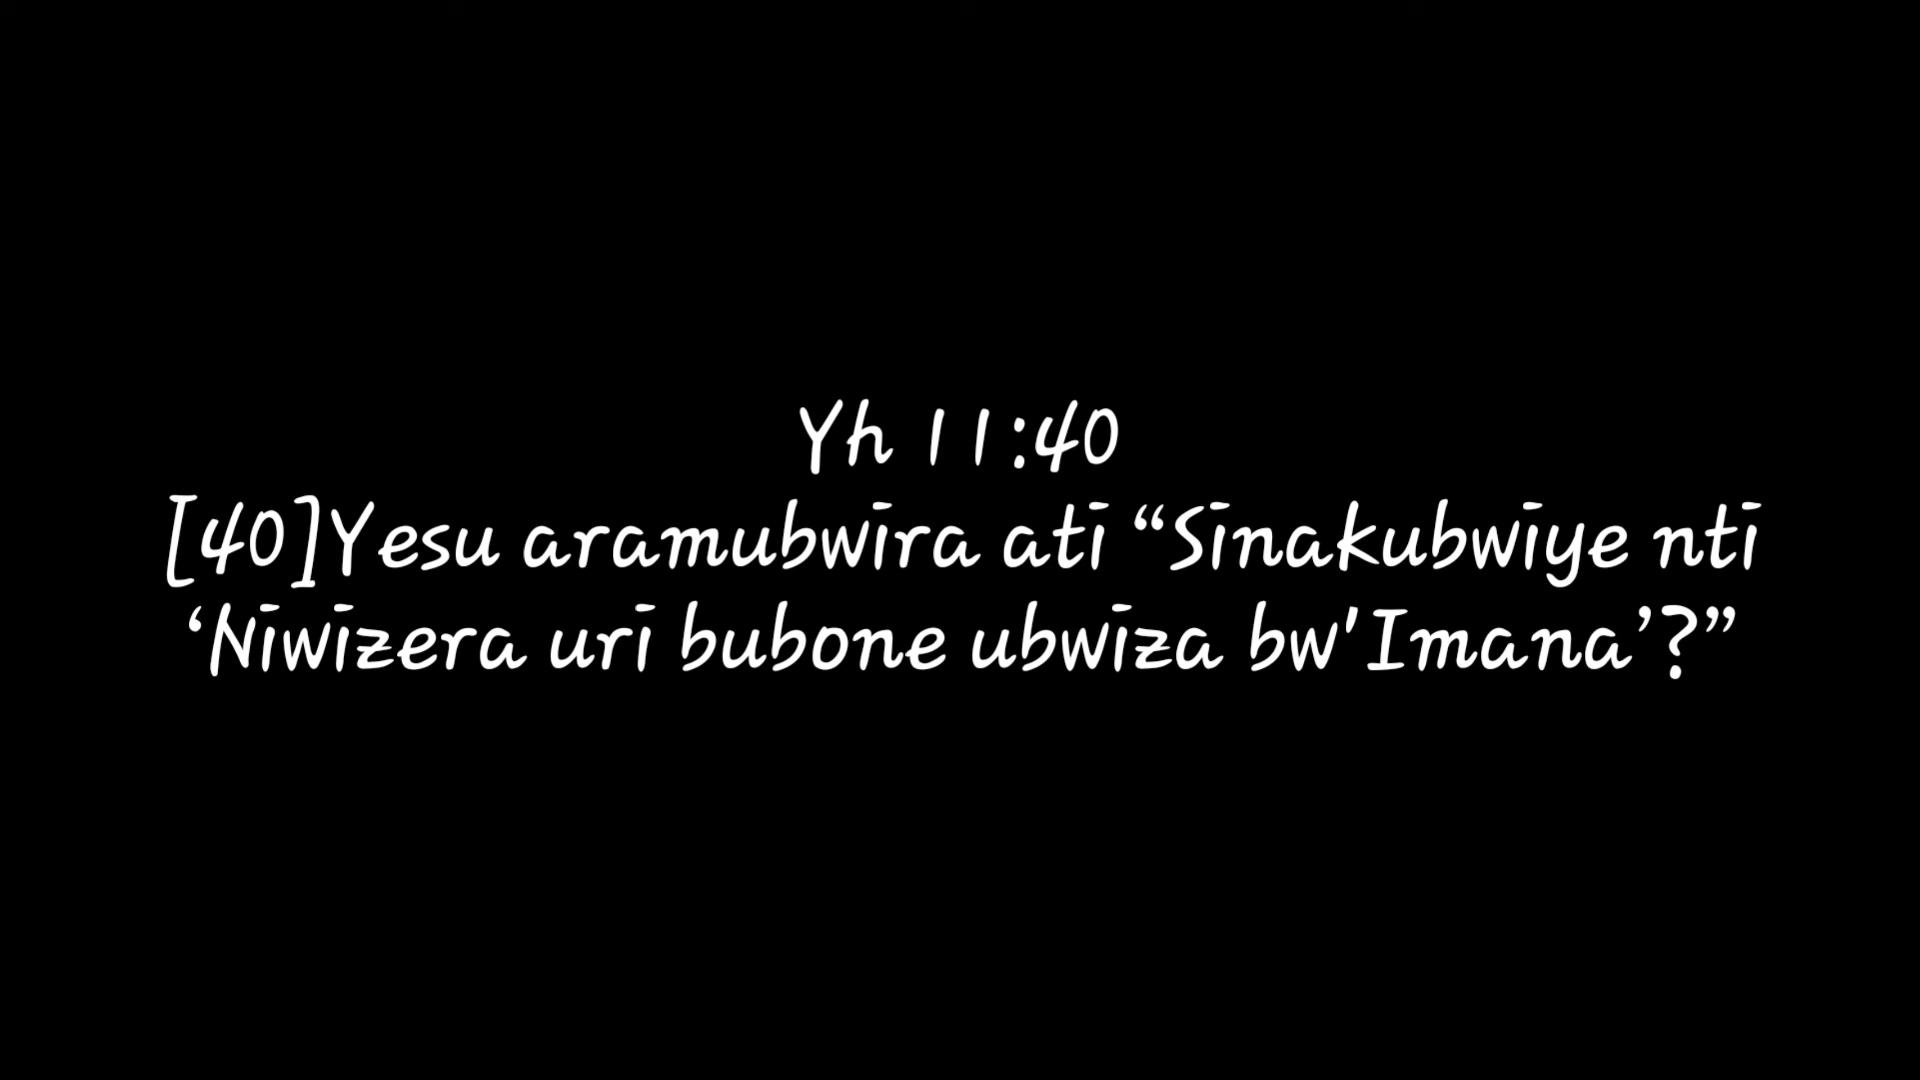 Yh 11:40
[40]Yesu aramubwira ati “Sinakubwiye nti
‘Niwizera uri bubone ubwiza bw'Imana’?”